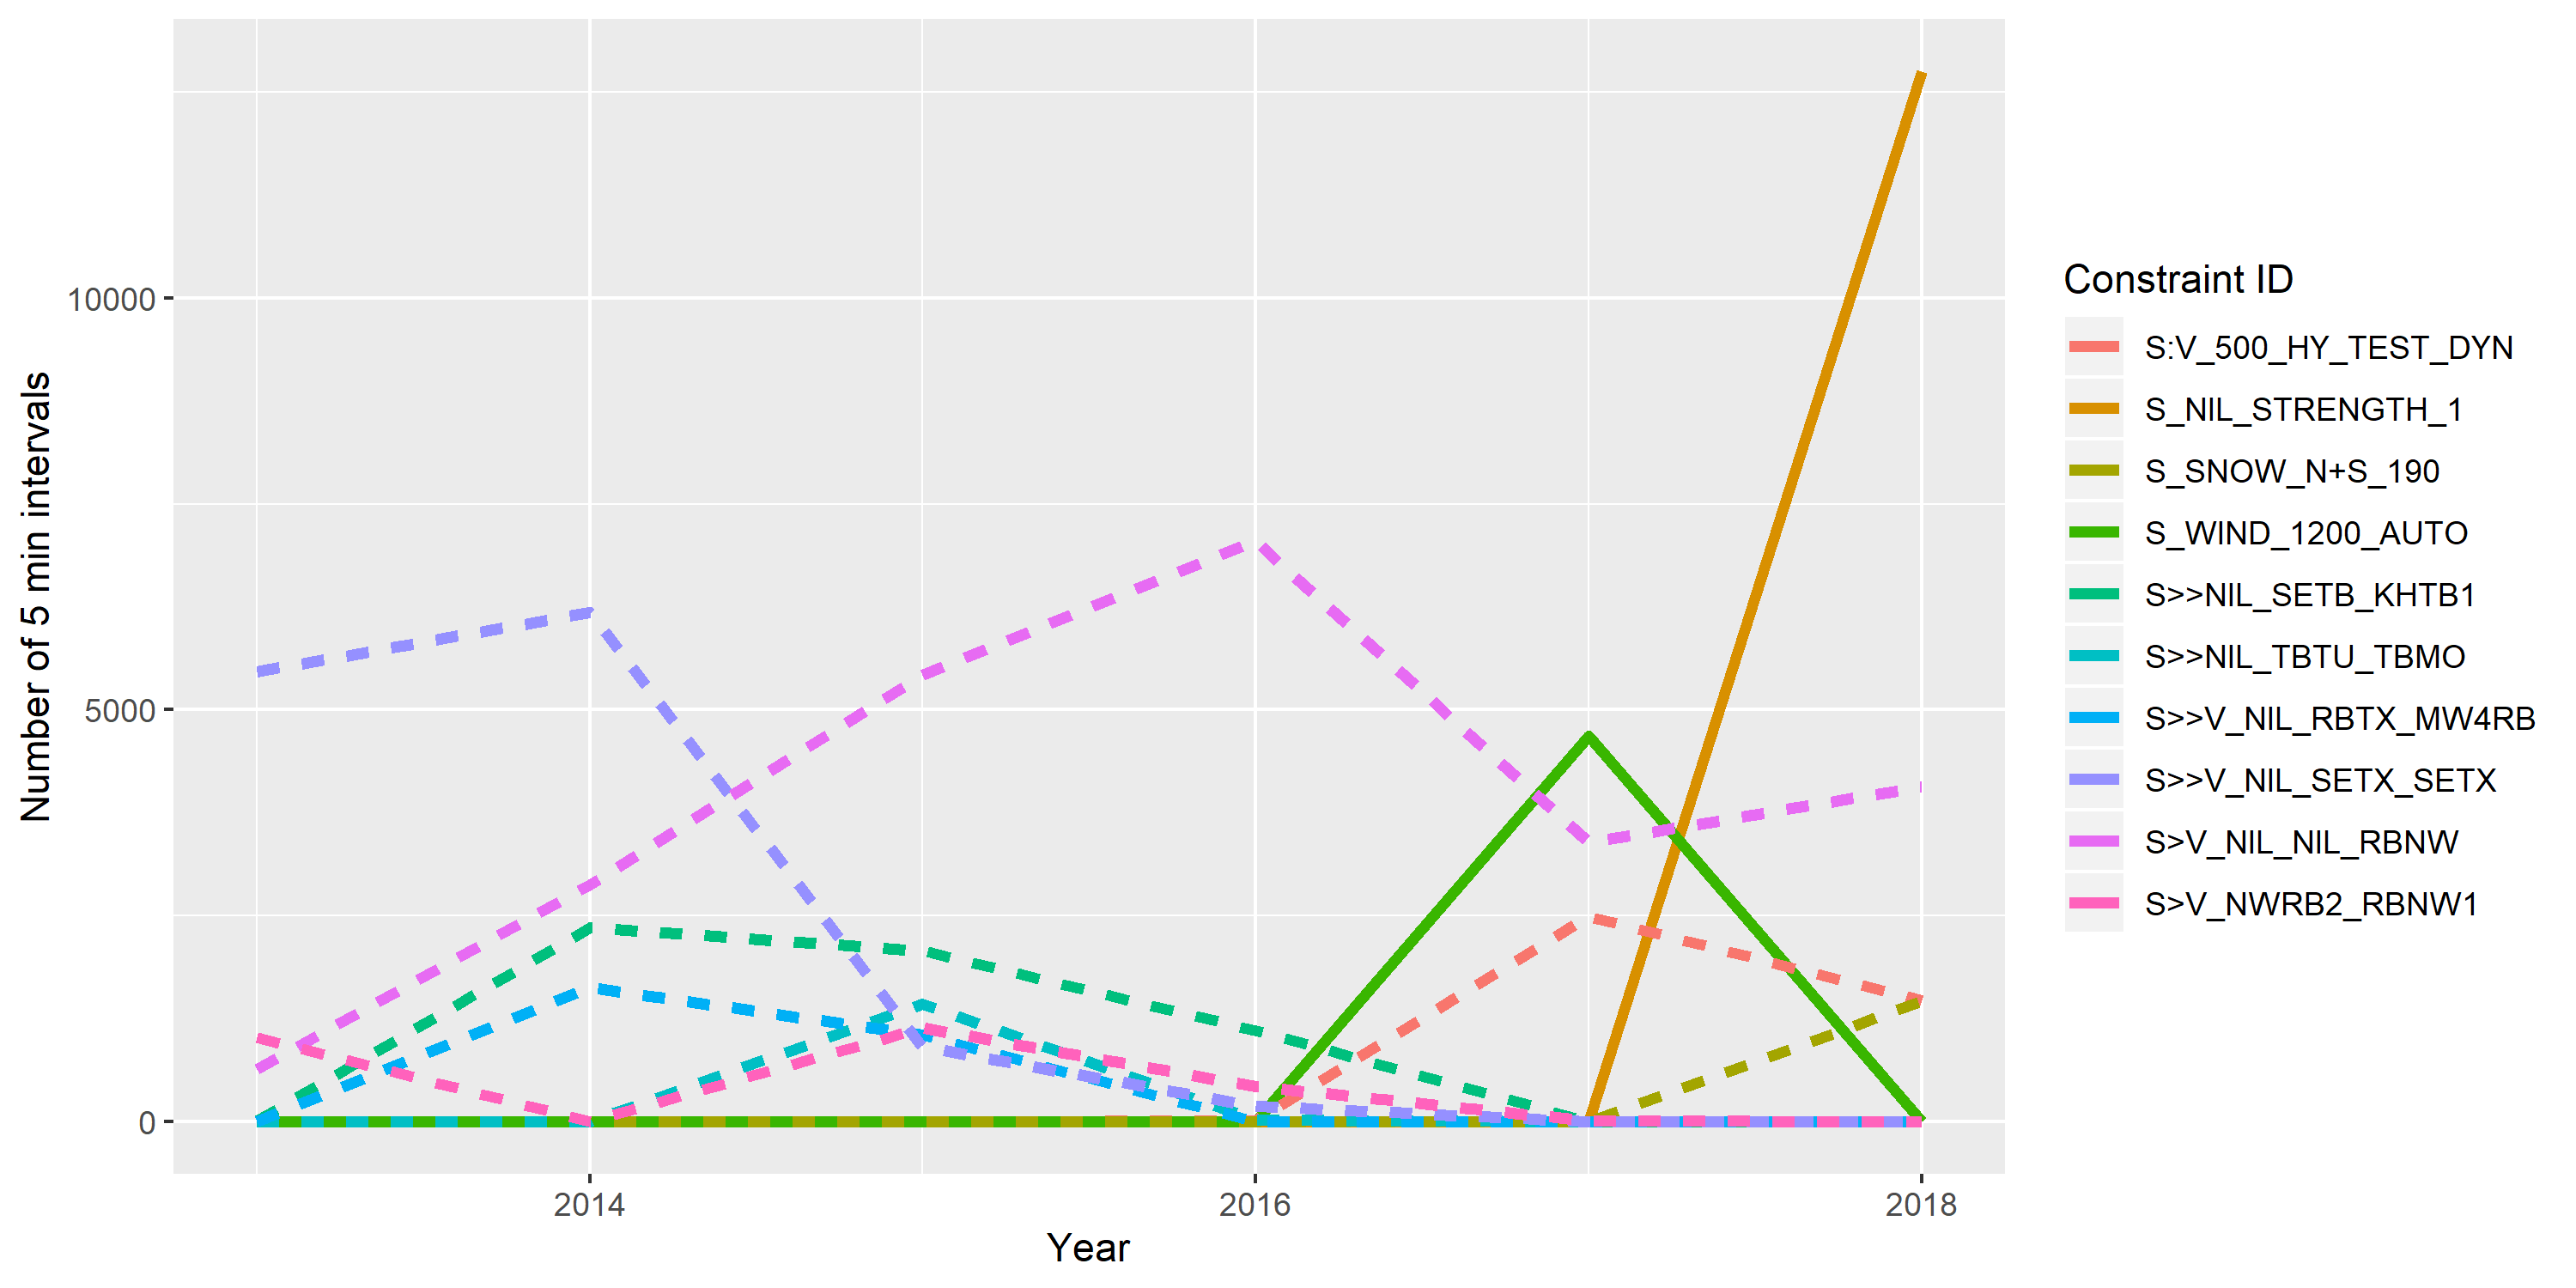 Number of 5 min intervals
10000
5000
0
2014
2016
2018
Year
Constraint ID
S:V_500_HY_TEST_DYN
S_NIL_STRENGTH_1
S_SNOW_N+S_190
S_WIND_1200_AUTO
S>>NIL_SETB_KHTB1
S>>NIL_TBTU_TBMO
S>>V_NIL_RBTX_MW4RB
S>>V_NIL_SETX_SETX
S>V_NIL_NIL_RBNW
S>V_NWRB2_RBNW1